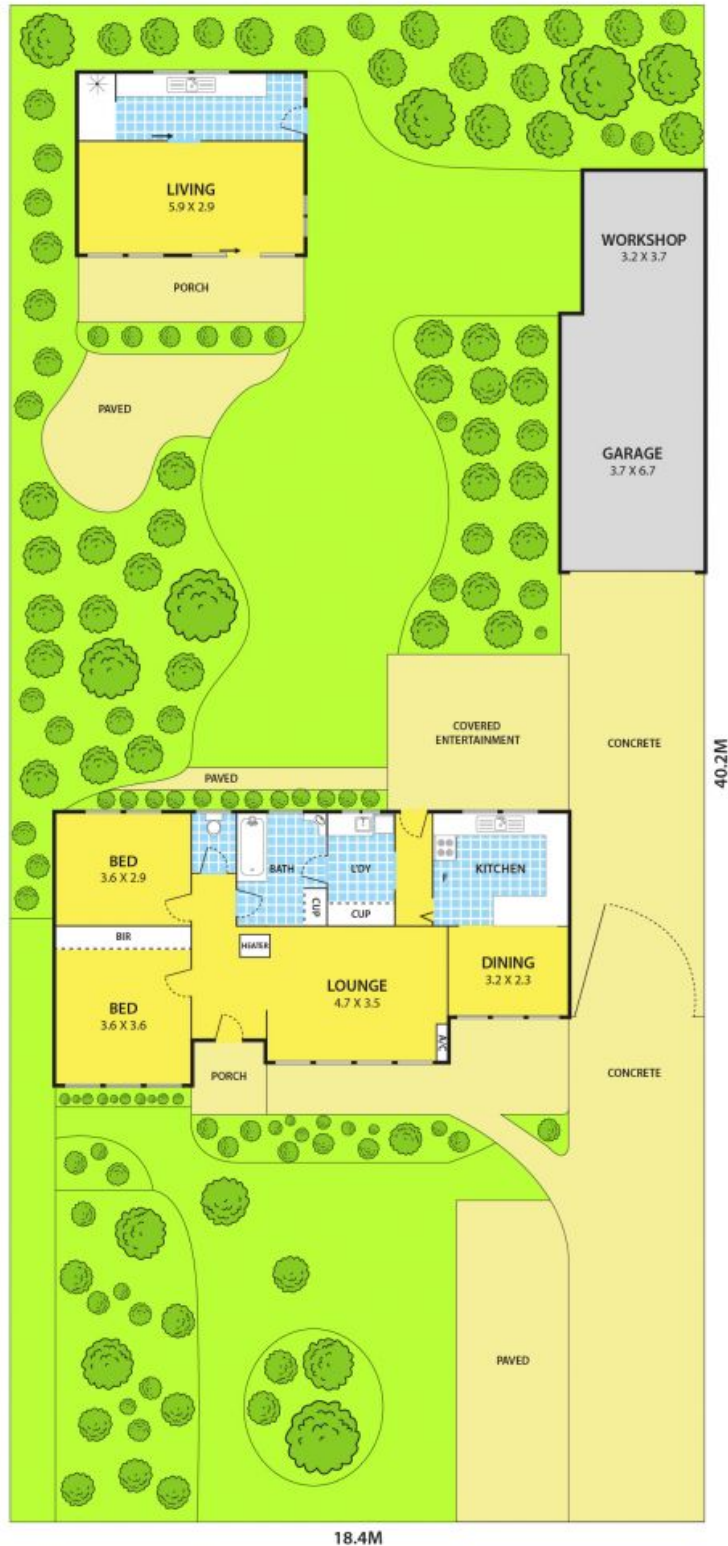 LIVING
5.9 X 2.9
WORKSHOP
3.2 X 3.7
PORCH
PAVED
GARAGE
3.7 X 6.7
COVERED
ENTERTAINMENT
CONCRETE
40.2M
PAVED
BED
3.6 X 2.9
BATH
L'DY
KITCHEN
F
CUP
CUP
BIR
HEATER
LOUNGE
4.7 X 3.5
DINING
3.2 X 2.3
BED
3.6 X 3.6
A/C
PORCH
CONCRETE
PAVED
18.4M